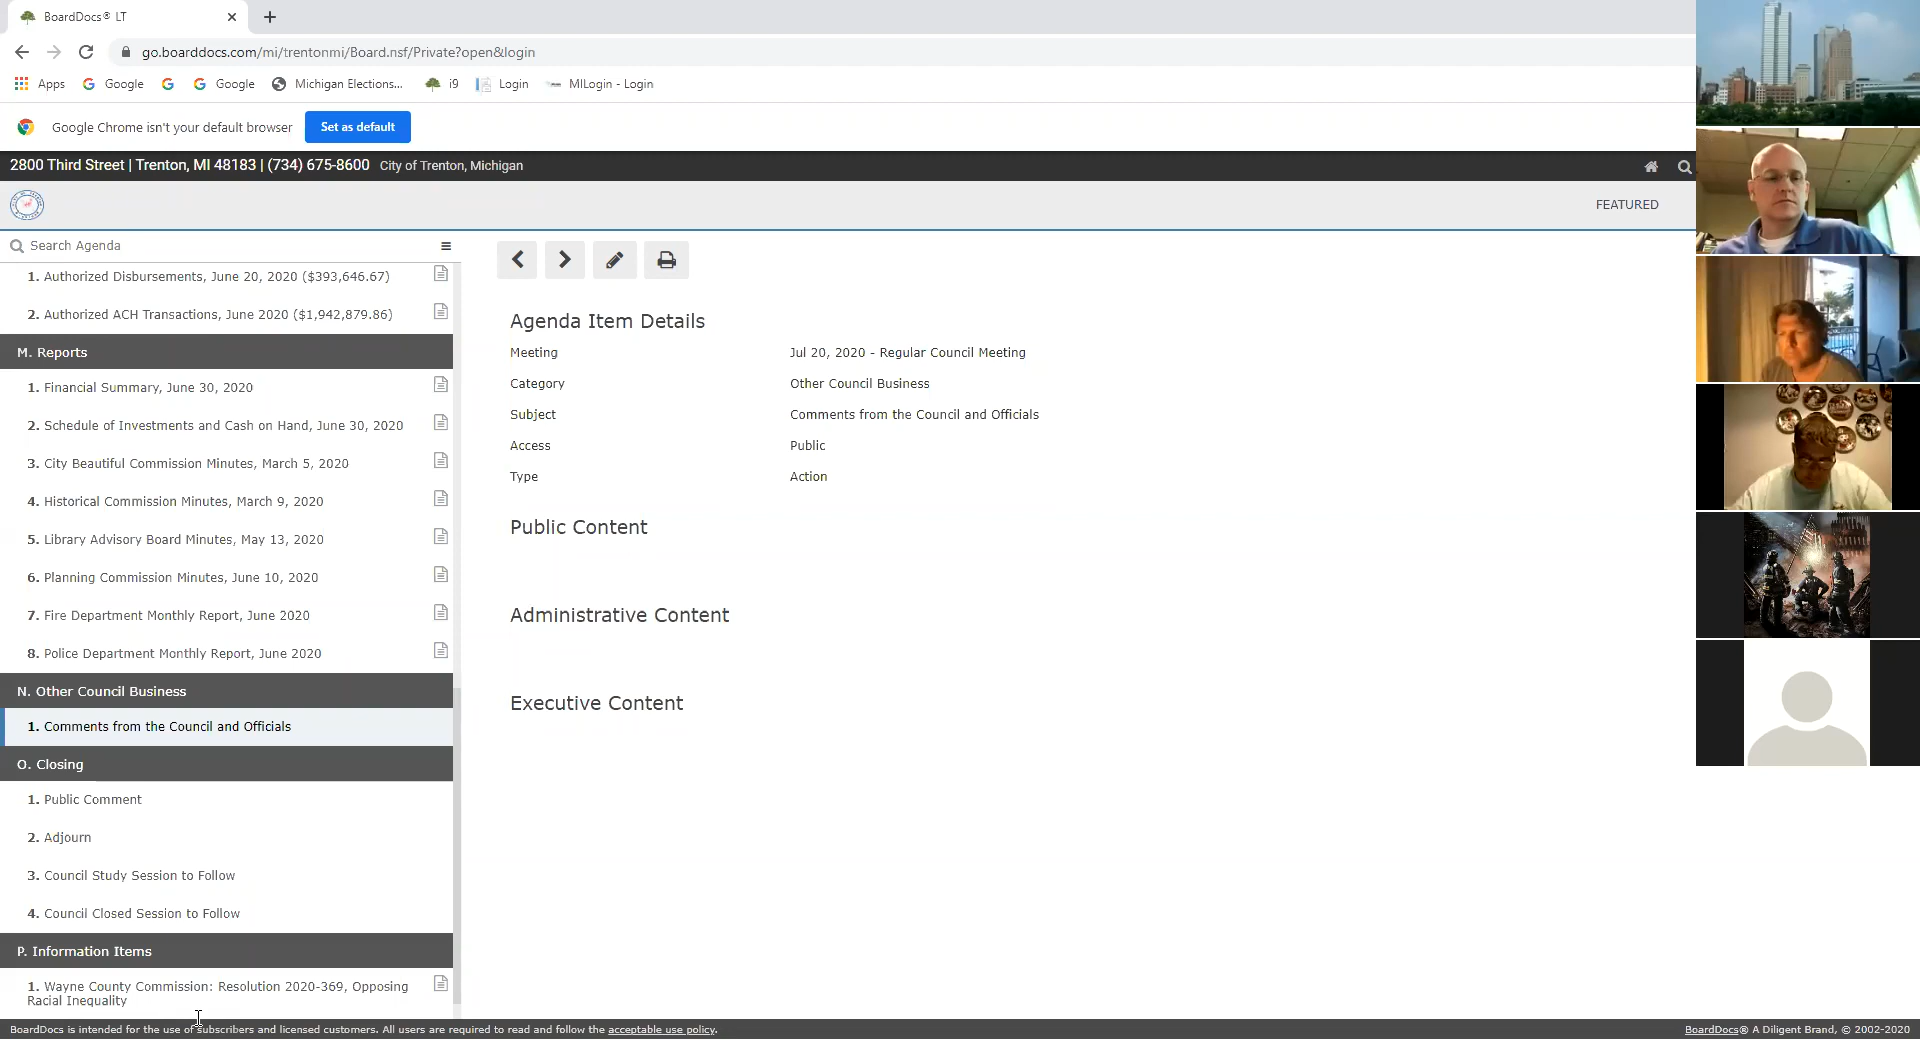 BoardDocs® LT
go.boarddocs.com/mi/trentonmi/Board.nsf/Private?open&login
Apps Google Google Michigan Elections... i9 Login MILogin - Login
Google Chrome isn't your default browser Set as default
2800 Third Street | Trenton, MI 48183 | (734) 675-8600 City of Trenton, Michigan
FEATURED
Search Agenda
1. Authorized Disbursements, June 20, 2020 ($393,646.67)
2. Authorized ACH Transactions, June 2020 ($1,942,879.86)
M. Reports
1. Financial Summary, June 30, 2020
2. Schedule of Investments and Cash on Hand, June 30, 2020
3. City Beautiful Commission Minutes, March 5, 2020
4. Historical Commission Minutes, March 9, 2020
5. Library Advisory Board Minutes, May 13, 2020
6. Planning Commission Minutes, June 10, 2020
7. Fire Department Monthly Report, June 2020
8. Police Department Monthly Report, June 2020
N. Other Council Business
1. Comments from the Council and Officials
O. Closing
1. Public Comment
2. Adjourn
3. Council Study Session to Follow
4. Council Closed Session to Follow
P. Information Items
1. Wayne County Commission: Resolution 2020-369, Opposing
Racial Inequality
Agenda Item Details
Meeting Jul 20, 2020 - Regular Council Meeting
Category Other Council Business
Subject Comments from the Council and Officials
Access Public
Type Action
Public Content
Administrative Content
Executive Content
BoardDocs is intended for the use of subscribers and licensed customers. All users are required to read and follow the acceptable use policy.
BoardDocs® A Diligent Brand, © 2002-2020